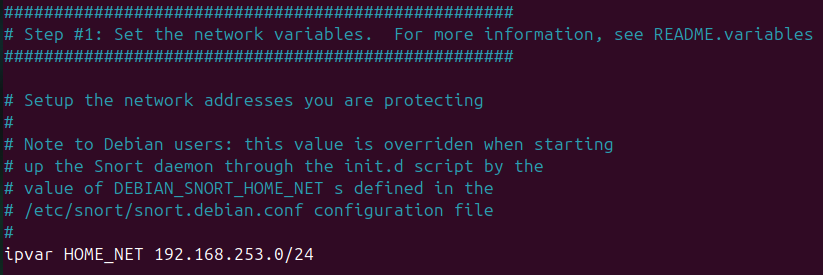 ###################################################
# Step #1: Set the network variables.  For more information, see README.variables
###################################################
# Setup the network addresses you are protecting
#
# Note to Debian users: this value is overriden when starting
# up the Snort daemon through the init.d script by the
# value of DEBIAN_SNORT_HOME_NET s defined in the
# /etc/snort/snort.debian.conf configuration file
#
ipvar HOME_NET 192.168.253.0/24